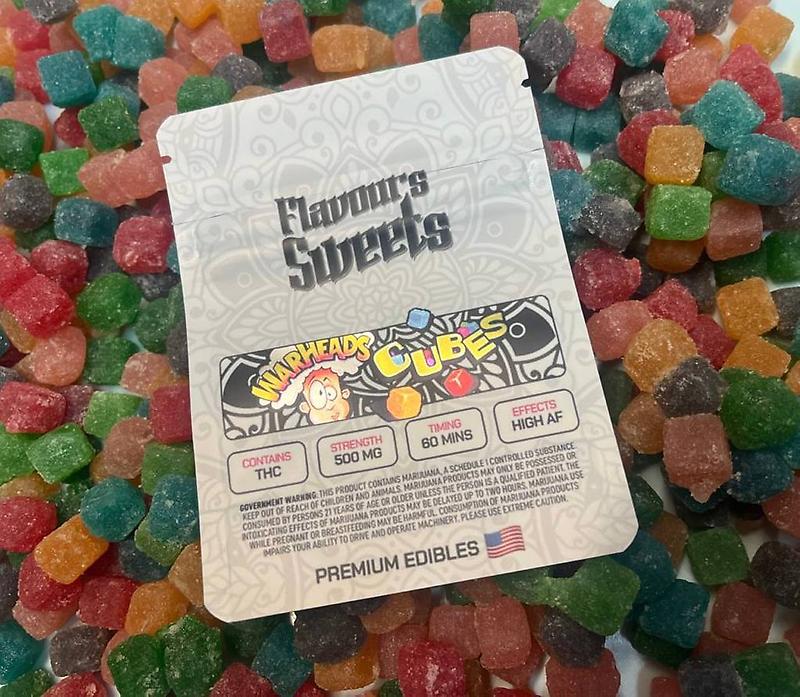 Flavours
Sweets
WARHEADS CUBES
CONTAINS
THC
STRENGTH
500 MG
TIMING
60 MINS
EFFECTS
HIGH AF
GOVERNMENT WARNING: THIS PRODUCT CONTAINS MARIJUANA, A SCHEDULE I CONTROLLED SUBSTANCE.
KEEP OUT OF REACH OF CHILDREN AND ANIMALS. MARIJUANA PRODUCTS MAY ONLY BE POSSESSED OR
CONSUMED BY PERSONS 21 YEARS OF AGE OR OLDER UNLESS THE PERSON IS A QUALIFIED PATIENT. THE
INTOXICATING EFFECTS OF MARIJUANA PRODUCTS MAY BE DELAYED UP TO TWO HOURS. MARIJUANA USE
WHILE PREGNANT OR BREASTFEEDING MAY BE HARMFUL. CONSUMPTION OF MARIJUANA PRODUCTS
IMPAIRS YOUR ABILITY TO DRIVE AND OPERATE MACHINERY. PLEASE USE EXTREME CAUTION.
PREMIUM EDIBLES